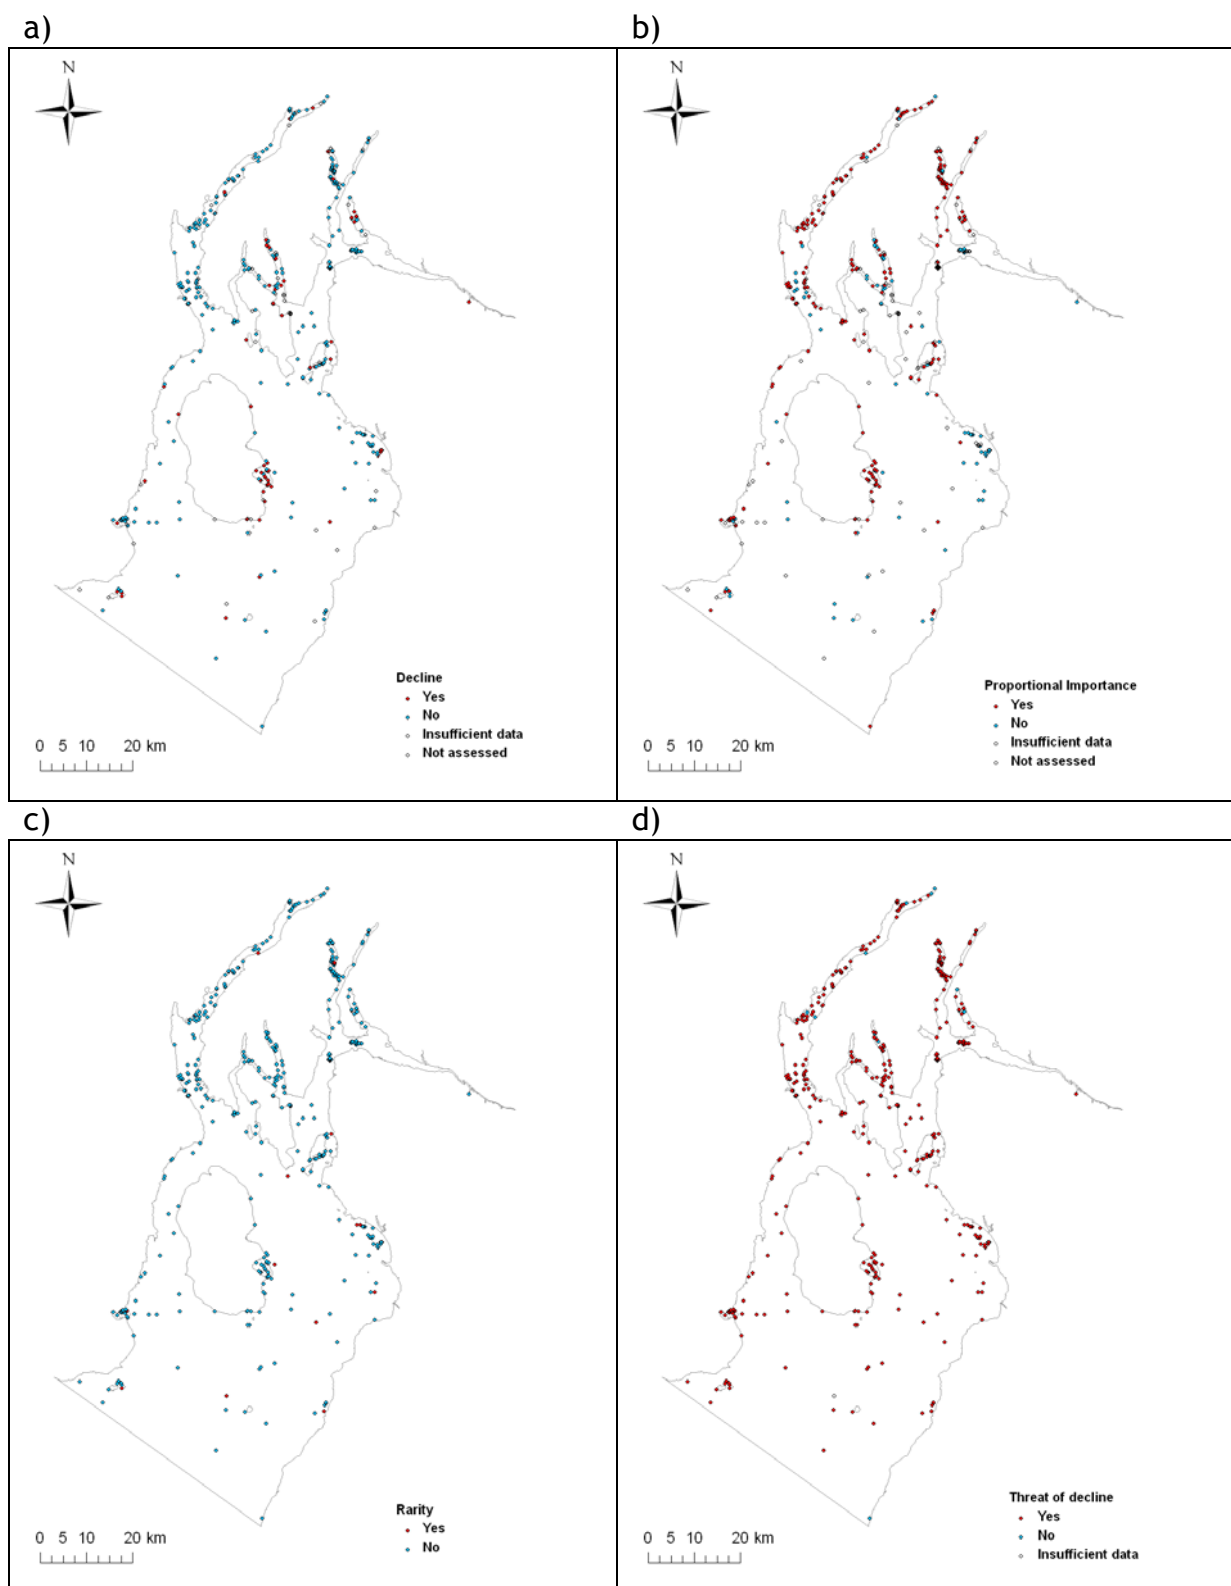 a)
b)
N
N
Decline
Yes
No
Insufficient data
Not assessed
0 5 10 20 km
Proportional Importance
Yes
No
Insufficient data
Not assessed
0 5 10 20 km
c)
d)
N
N
Rarity
Yes
No
0 5 10 20 km
Threat of decline
Yes
No
Insufficient data
0 5 10 20 km